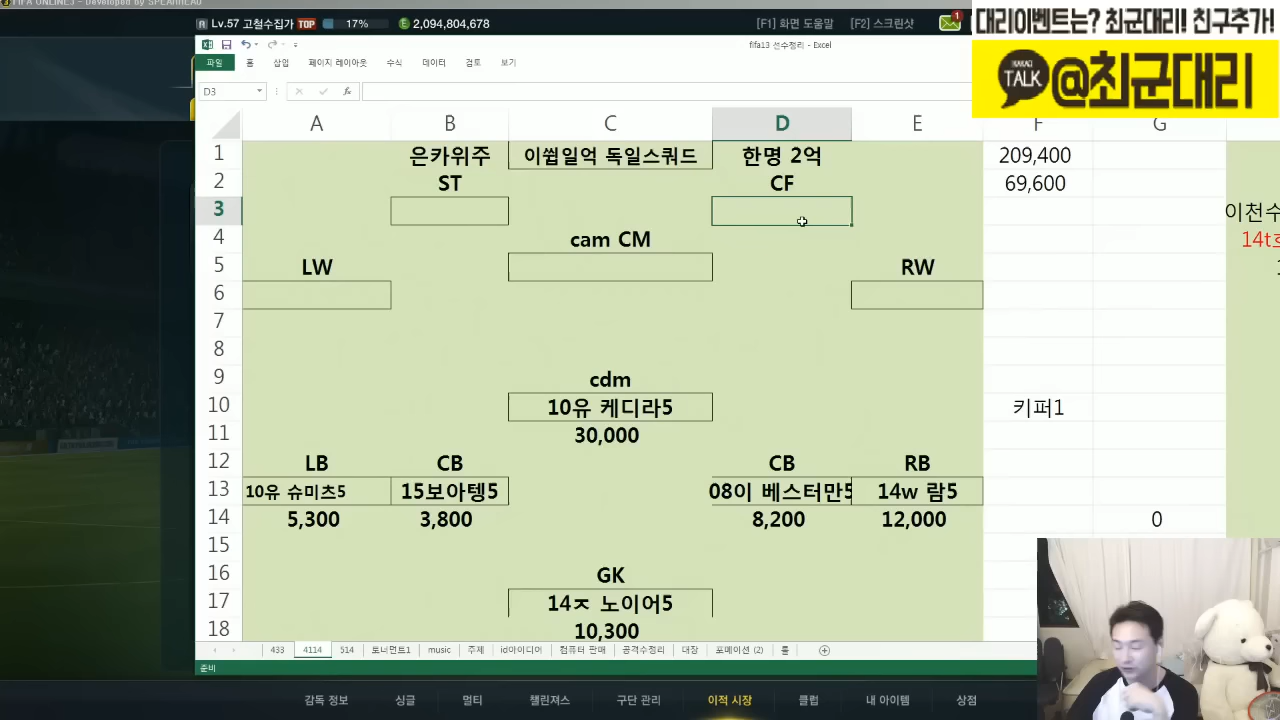 FIFA ONLINE3 - Developed by SPEARHEAD
Lv.57 고철수집가 TOP 17% 2,094,804,678 [F1] 화면 도움말 [F2] 스크린샷 1
대리이벤트는? 최군대리! 친구추가!
TALK @최군대리
fifa13 선수정리 - Excel
파일 홈 삽입 페이지 레이아웃 수식 데이터 검토 보기
D3 fx
A B C D E F G
1 은카위주 이씹일억 독일스쿼드 한명 2억 209,400
2 ST CF 69,600
3 이천수
4 cam CM 14t
5 LW RW
6
7
8
9 cdm
10 10유 케디라5 키퍼1
11 30,000
12 LB CB CB RB
13 10유 슈미츠5 15보아텡5 08이 베스터만5 14w 람5
14 5,300 3,800 8,200 12,000 0
15
16 GK
17 14ㅈ 노이어5
18 10,300
433 4114 514 토너먼트1 music 주제 id아이디어 컴퓨터 판매 공격수정리 대장 포메이션 (2) 룰
준비
감독 정보 싱글 멀티 챌린져스 구단 관리 이적 시장 클럽 내 아이템 상점